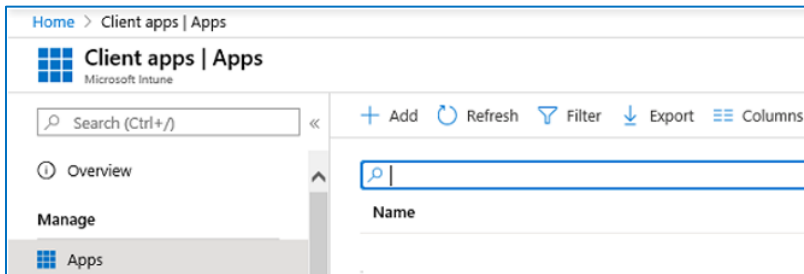 Home > Client apps | Apps
Client apps | Apps
Microsoft Intune
Search (Ctrl+/) «
+ Add Refresh Filter Export Columns
Overview
Name
Manage
Apps